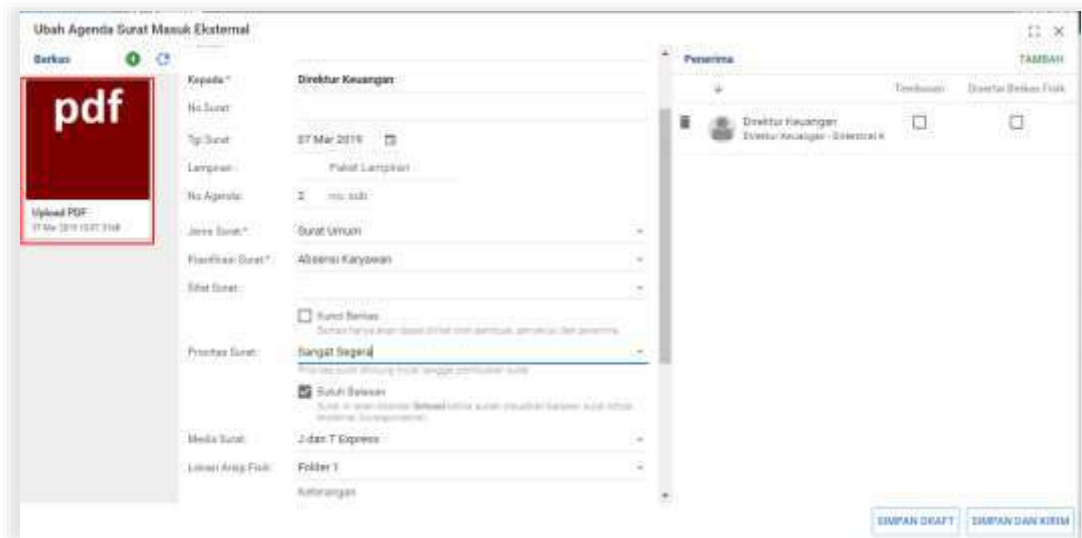 Ubah Agenda Surat Masuk Eksternal
Berkas
pdf
Upload PDF
Kepada *
Direktur Keuangan
No Surat
Tgl Surat
07 Mar 2019
Lampiran:
Paket Lampiran
No Agenda:
no. sub
Jenis Surat *
Surat Umum
Klasifikasi Surat *
Absensi Karyawan
Sifat Surat:
Kunci Berkas
Prioritas Surat:
Sangat Segera
Butuh Balasan
Media Surat:
J dan T Express
Lokasi Arsip Fisik:
Folder 1
Keterangan
Penerima
TAMBAH
Tembusan
Disertai Berkas Fisik
Direktur Keuangan
SIMPAN DRAFT
SIMPAN DAN KIRIM